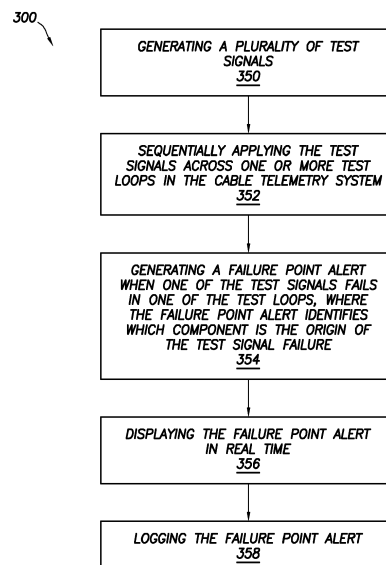 300
GENERATING A PLURALITY OF TEST
SIGNALS
350
SEQUENTIALLY APPLYING THE TEST
SIGNALS ACROSS ONE OR MORE TEST
LOOPS IN THE CABLE TELEMETRY SYSTEM
352
GENERATING A FAILURE POINT ALERT
WHEN ONE OF THE TEST SIGNALS FAILS
IN ONE OF THE TEST LOOPS, WHERE
THE FAILURE POINT ALERT IDENTIFIES
WHICH COMPONENT IS THE ORIGIN OF
THE TEST SIGNAL FAILURE
354
DISPLAYING THE FAILURE POINT ALERT
IN REAL TIME
356
LOGGING THE FAILURE POINT ALERT
358